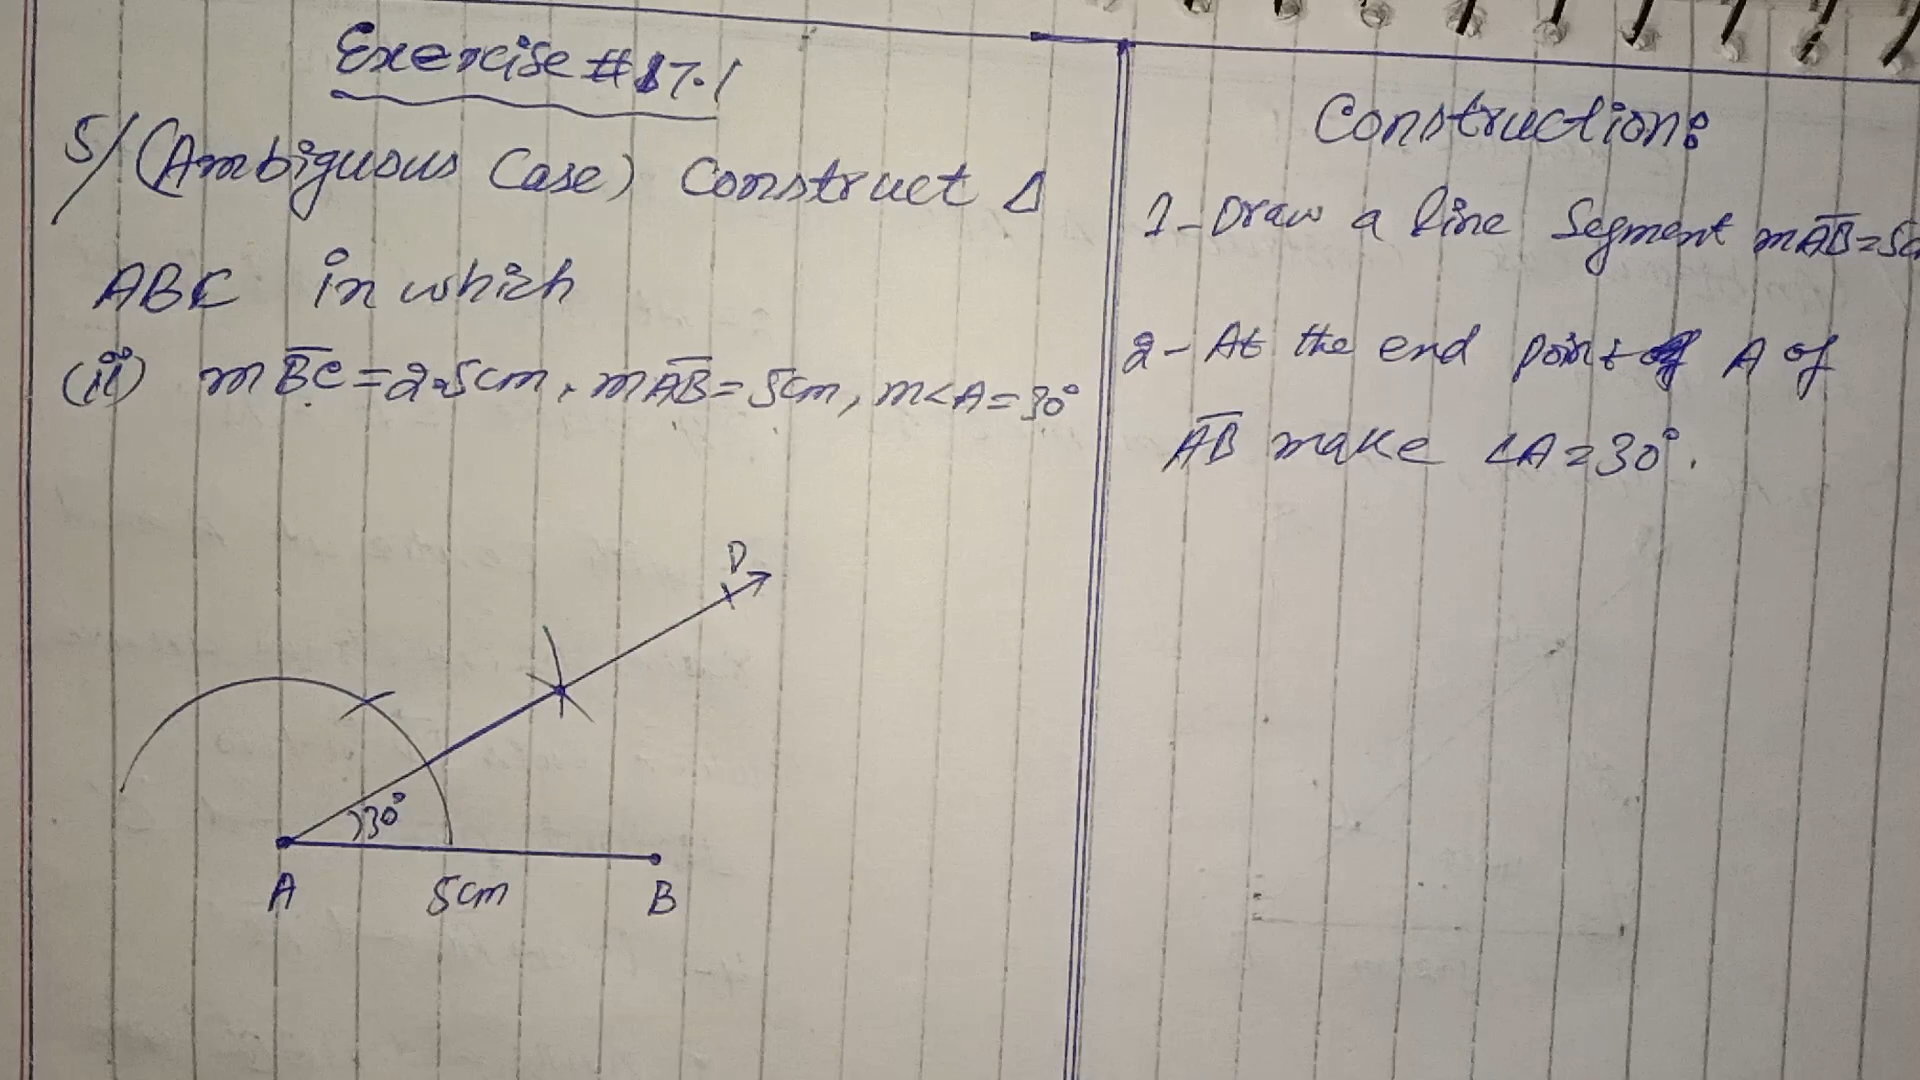 Exercise #17.1
5/ (Ambiguous Case) Construct Δ
ABC in which
(ii) mBC = 2.5cm, mAB = 5cm, m<A = 30°
D
30°
A 5cm B
Construction:
1- Draw a line Segment mAB = 5c
2- At the end point A of
AB make <A = 30°.